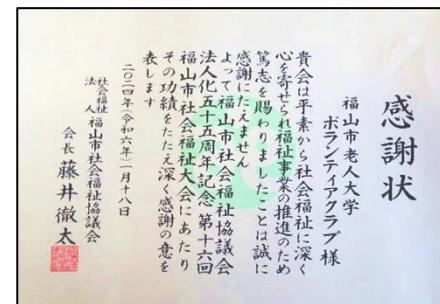 感謝状
福山市老人大学
ボランティアクラブ 様
貴会は平素から社会福祉に深く
心を寄せられ福祉事業の推進のため
篤志を賜わりましたことは誠に
感謝にたえません
よって福山市社会福祉協議会
法人化五十五周年記念 第十六回
福山市社会福祉大会にあたり
その功績をたたえ深く感謝の意を
表します
二〇二四年(令和六年)一月十八日
社会福祉法人 福山市社会福祉協議会
会長 藤井徹太